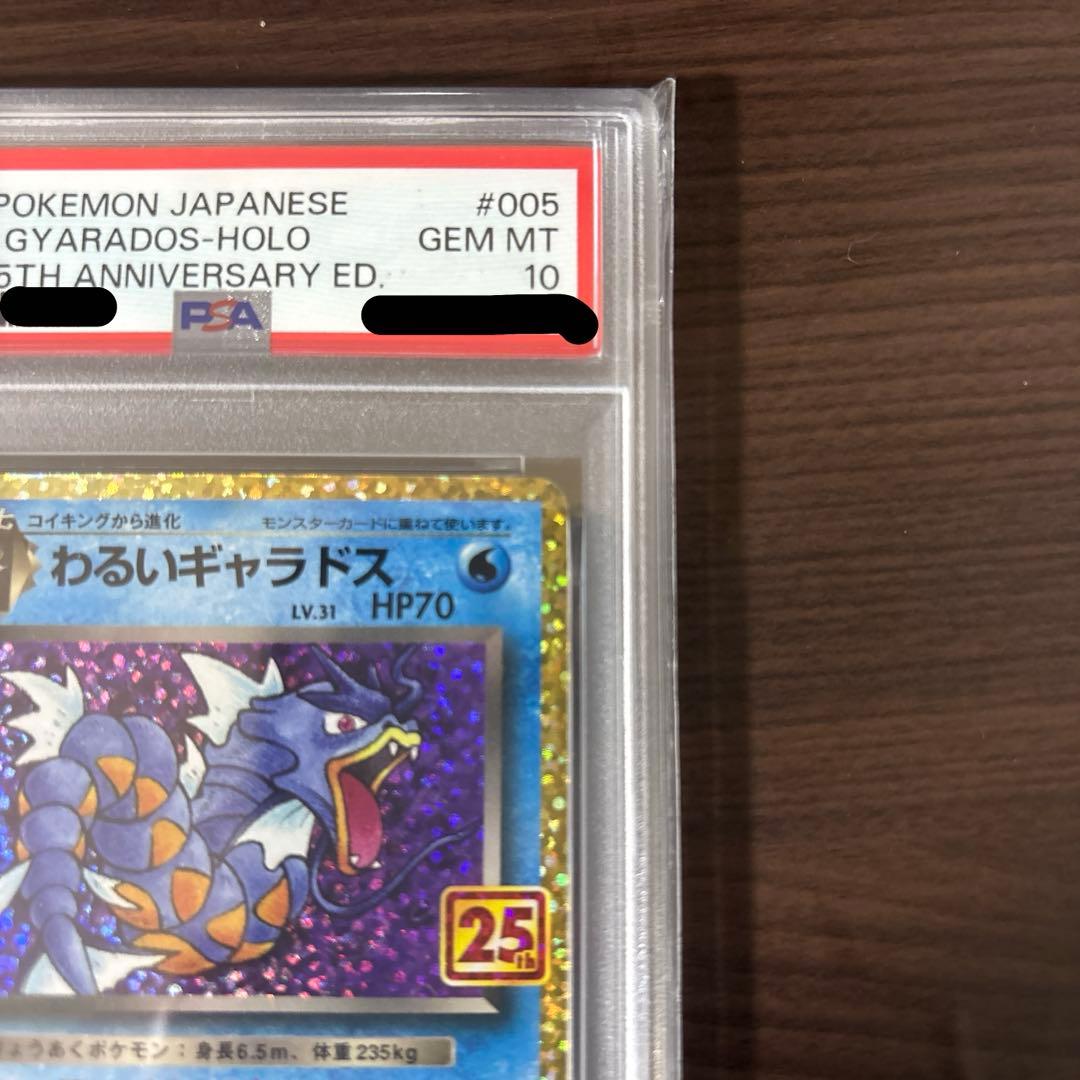 POKEMON JAPANESE #005
GYARADOS-HOLO GEM MT
5TH ANNIVERSARY ED. 10
PSA
コイキングから進化 モンスターカードに重ねて使います。
わるいギャラドス
LV.31 HP70
25th
ょうあくポケモン：身長6.5m、体重235kg